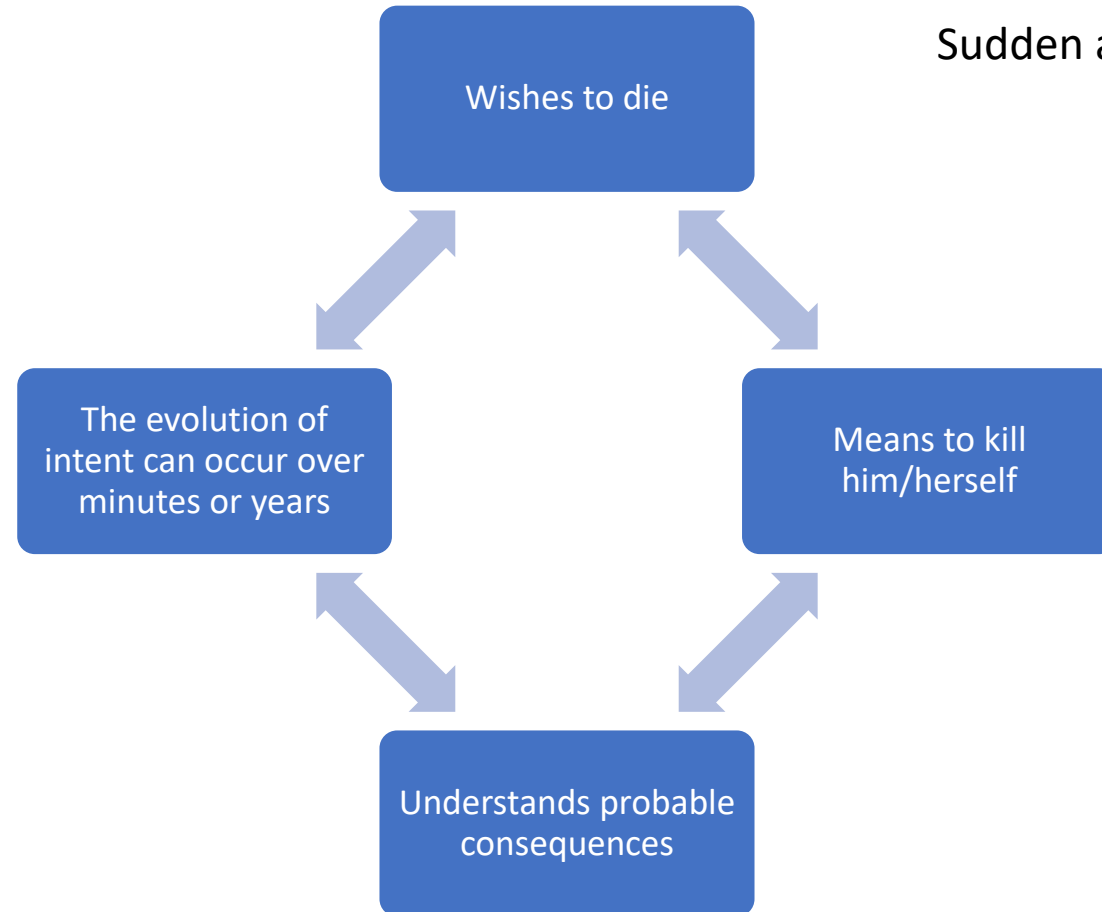 Sudden a
Wishes to die
The evolution of
intent can occur over
minutes or years
Means to kill
him/herself
Understands probable
consequences